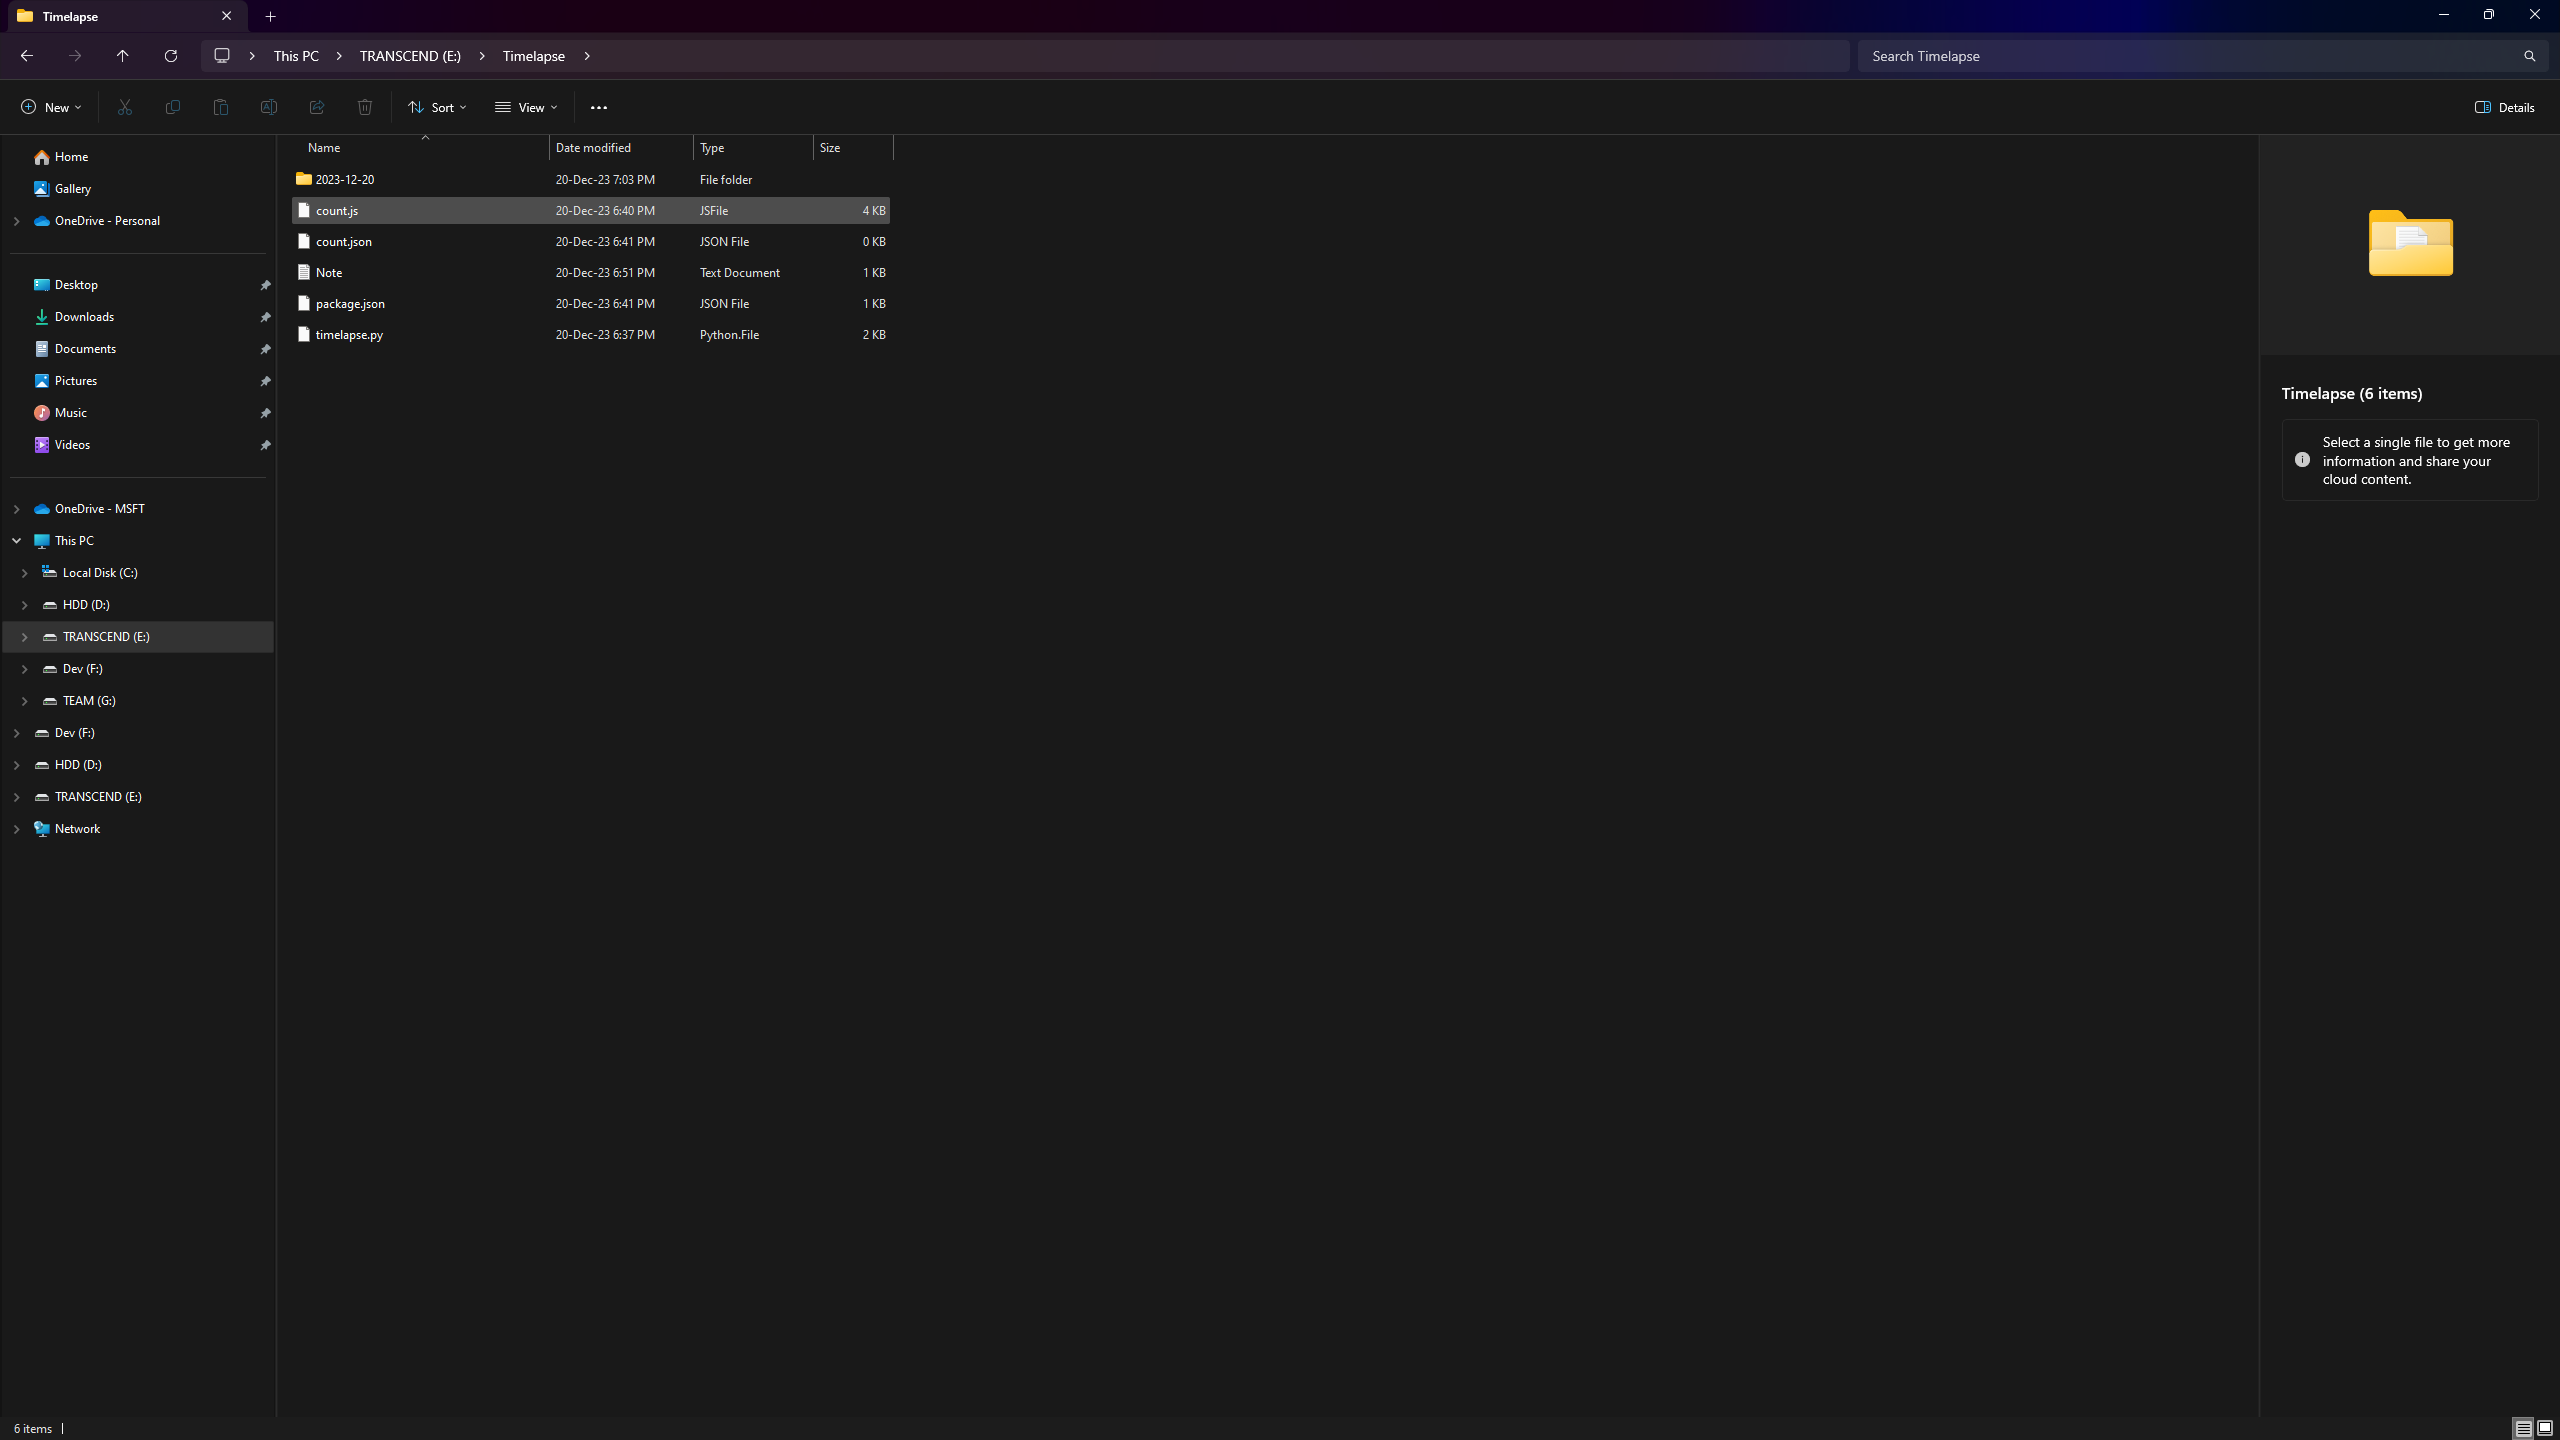 Timelapse
This PC
TRANSCEND (E:)
Timelapse
Search Timelapse
New
Sort
View
Details
Home
Gallery
OneDrive - Personal
Desktop
Downloads
Documents
Pictures
Music
Videos
OneDrive - MSFT
This PC
Local Disk (C:)
HDD (D:)
TRANSCEND (E:)
Dev (F:)
TEAM (G:)
Dev (F:)
HDD (D:)
TRANSCEND (E:)
Network
Name Date modified Type Size
2023-12-20 20-Dec-23 7:03 PM File folder
count.js 20-Dec-23 6:40 PM JSFile 4 KB
count.json 20-Dec-23 6:41 PM JSON File 0 KB
Note 20-Dec-23 6:51 PM Text Document 1 KB
package.json 20-Dec-23 6:41 PM JSON File 1 KB
timelapse.py 20-Dec-23 6:37 PM Python.File 2 KB
Timelapse (6 items)
Select a single file to get more
information and share your
cloud content.
6 items